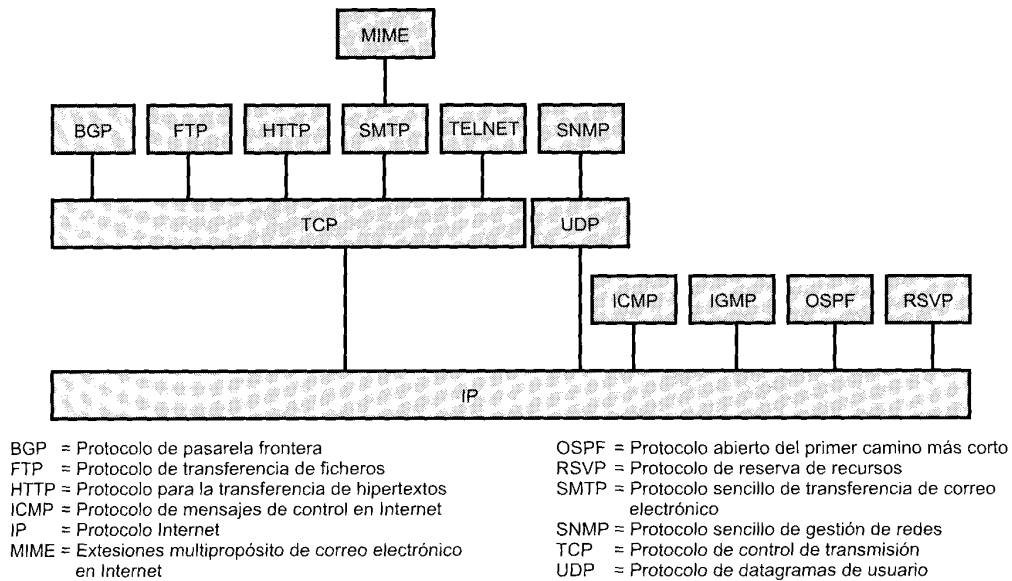 MIME
BGP FTP HTTP SMTP TELNET SNMP
TCP UDP
ICMP IGMP OSPF RSVP
IP
BGP = Protocolo de pasarela frontera
FTP = Protocolo de transferencia de ficheros
HTTP = Protocolo para la transferencia de hipertextos
ICMP = Protocolo de mensajes de control en Internet
IP = Protocolo Internet
MIME = Extesiones multipropósito de correo electrónico
en Internet
OSPF = Protocolo abierto del primer camino más corto
RSVP = Protocolo de reserva de recursos
SMTP = Protocolo sencillo de transferencia de correo
electrónico
SNMP = Protocolo sencillo de gestión de redes
TCP = Protocolo de control de transmisión
UDP = Protocolo de datagramas de usuario